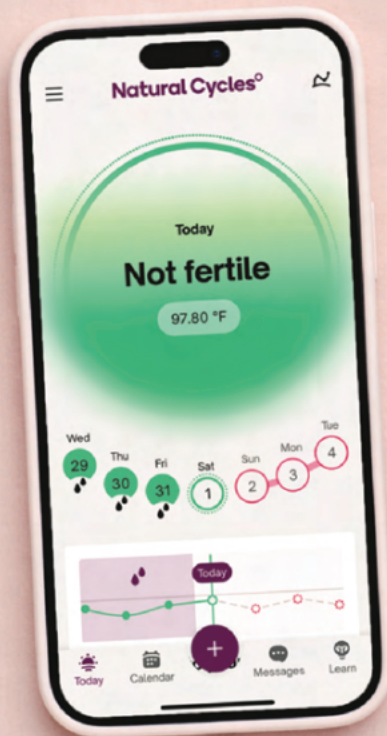 Natural Cycles°
Today
Not fertile
97.80 °F
Wed
Thu
Fri
Sat
Sun
Mon
Tue
29
30
31
1
2
3
4
Today
Today
Calendar
+
Messages
Learn